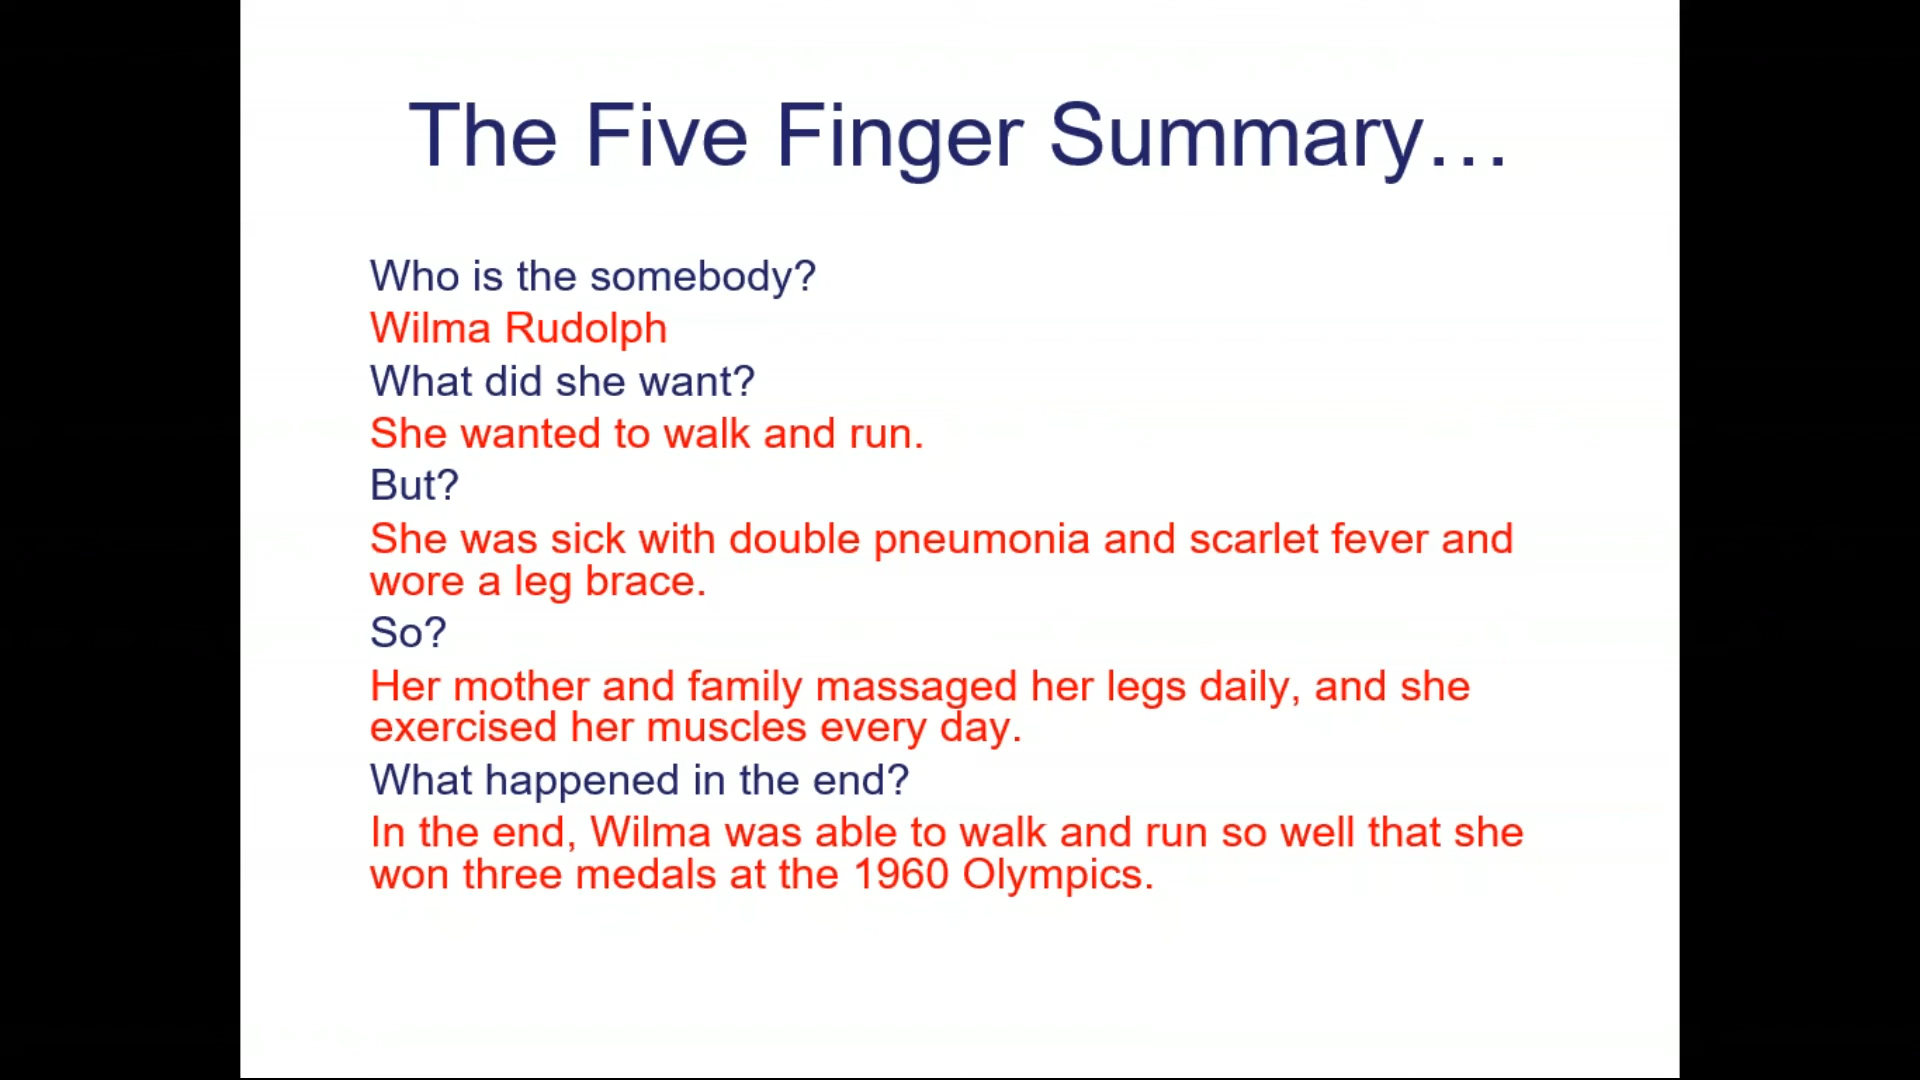 The Five Finger Summary…
Who is the somebody?
Wilma Rudolph
What did she want?
She wanted to walk and run.
But?
She was sick with double pneumonia and scarlet fever and
wore a leg brace.
So?
Her mother and family massaged her legs daily, and she
exercised her muscles every day.
What happened in the end?
In the end, Wilma was able to walk and run so well that she
won three medals at the 1960 Olympics.